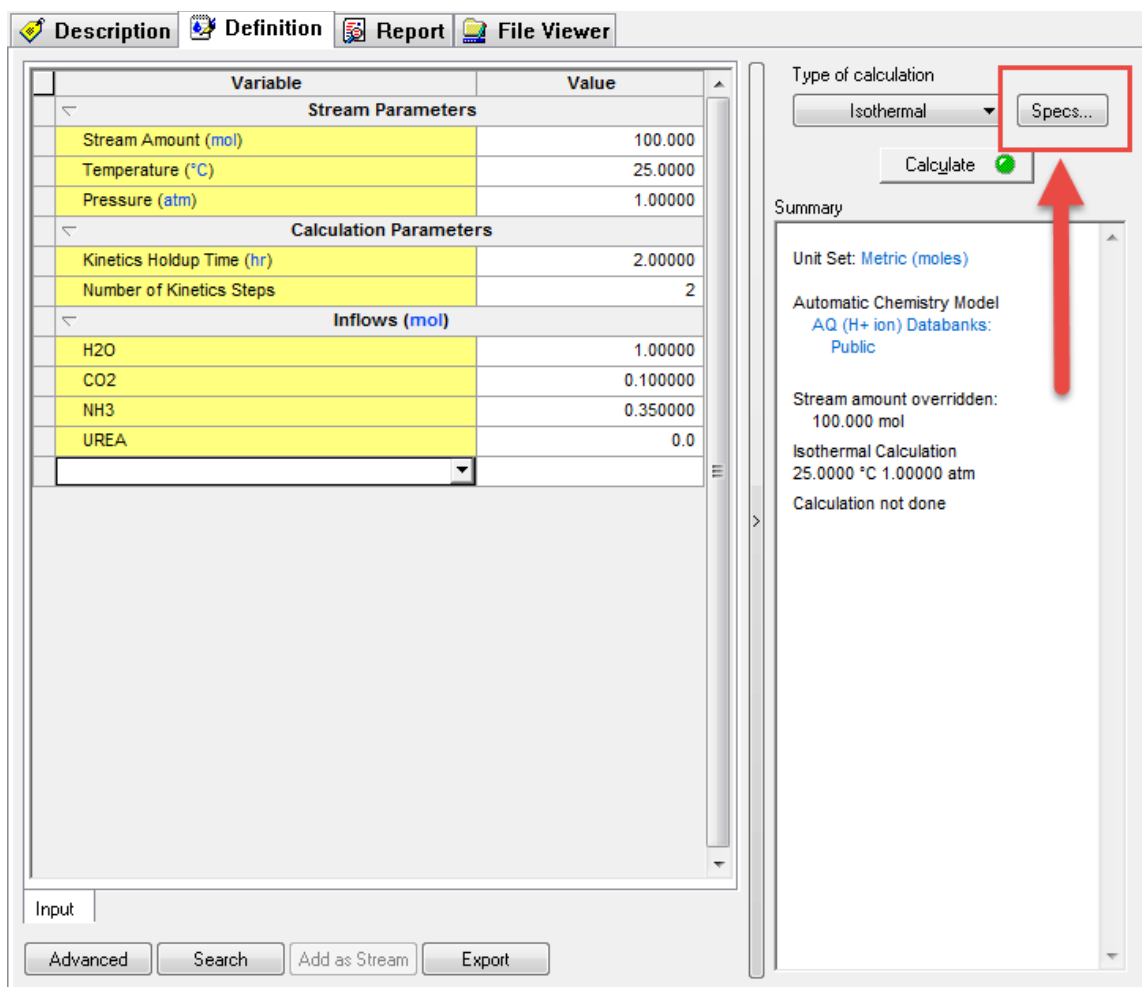 Description Definition Report File Viewer
Variable Value
Stream Parameters
Stream Amount (mol) 100.000
Temperature (°C) 25.0000
Pressure (atm) 1.00000
Calculation Parameters
Kinetics Holdup Time (hr) 2.00000
Number of Kinetics Steps 2
Inflows (mol)
H2O 1.00000
CO2 0.100000
NH3 0.350000
UREA 0.0
Input
Advanced Search Add as Stream Export
Type of calculation
Isothermal Specs...
Calculate
Summary
Unit Set: Metric (moles)
Automatic Chemistry Model
AQ (H+ ion) Databanks:
Public
Stream amount overridden:
100.000 mol
Isothermal Calculation
25.0000 °C 1.00000 atm
Calculation not done